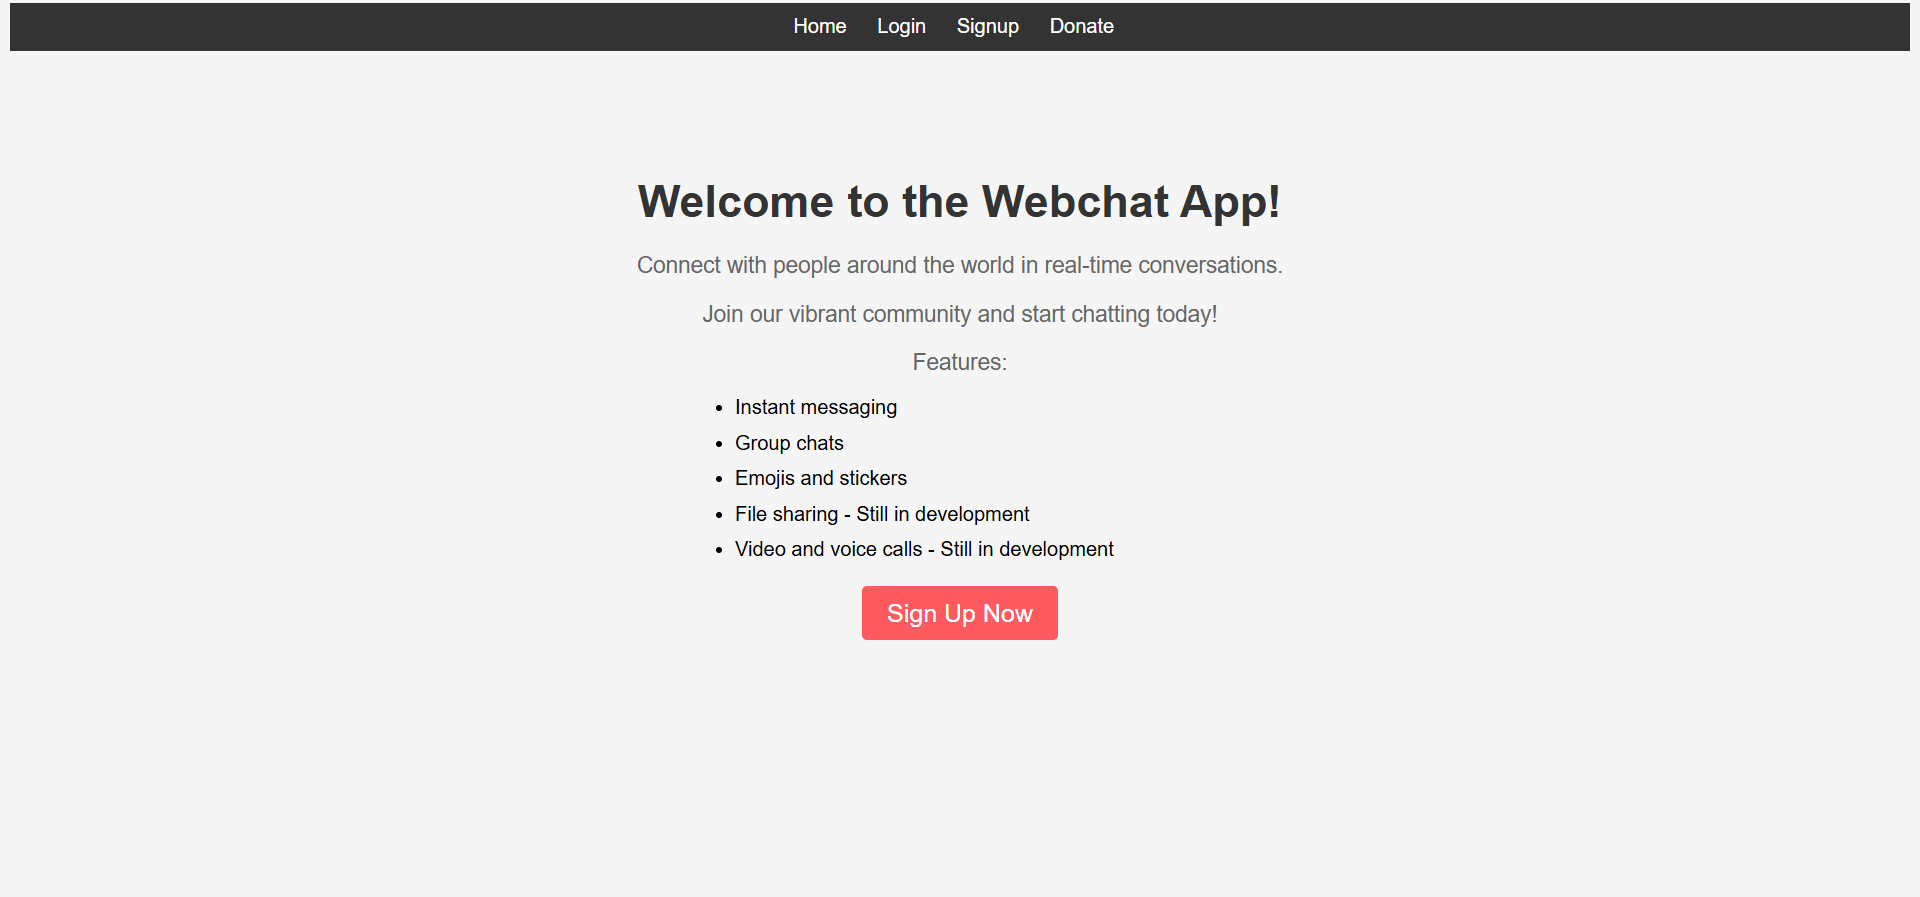 Home Login Signup Donate
Welcome to the Webchat App!
Connect with people around the world in real-time conversations.
Join our vibrant community and start chatting today!
Features:
• Instant messaging
• Group chats
• Emojis and stickers
• File sharing - Still in development
• Video and voice calls - Still in development
Sign Up Now